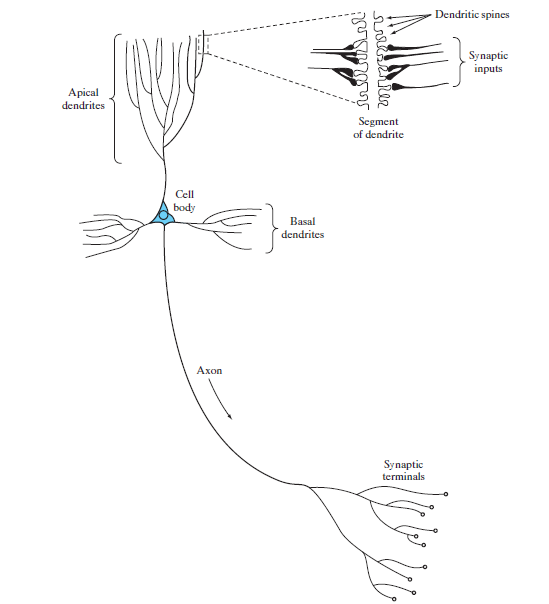 Dendritic spines
Synaptic
inputs
Apical
dendrites
Segment
of dendrite
Cell
body
Basal
dendrites
Axon
Synaptic
terminals